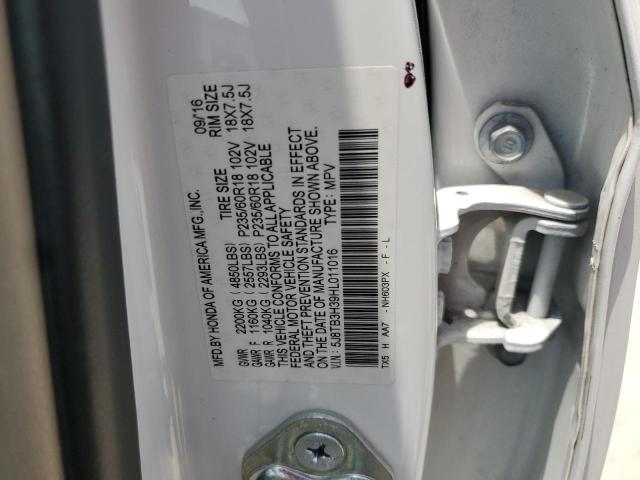 MFD.BY HONDA OF AMERICA MFG.,INC. 09/16
TIRE SIZE RIM SIZE
GVWR 2200KG (4850LBS) P235/60R18 102V 18X7.5J
GAWR F 1160KG (2557LBS) P235/60R18 102V 18X7.5J
GAWR R 1040KG (2293LBS)
THIS VEHICLE CONFORMS TO ALL APPLICABLE
FEDERAL MOTOR VEHICLE SAFETY
AND THEFT PREVENTION STANDARDS IN EFFECT
ON THE DATE OF MANUFACTURE SHOWN ABOVE.
V.I.N: 5J8TB3H39HL011016 TYPE: MPV
TX5 H AA7 - NH603PX - F - L